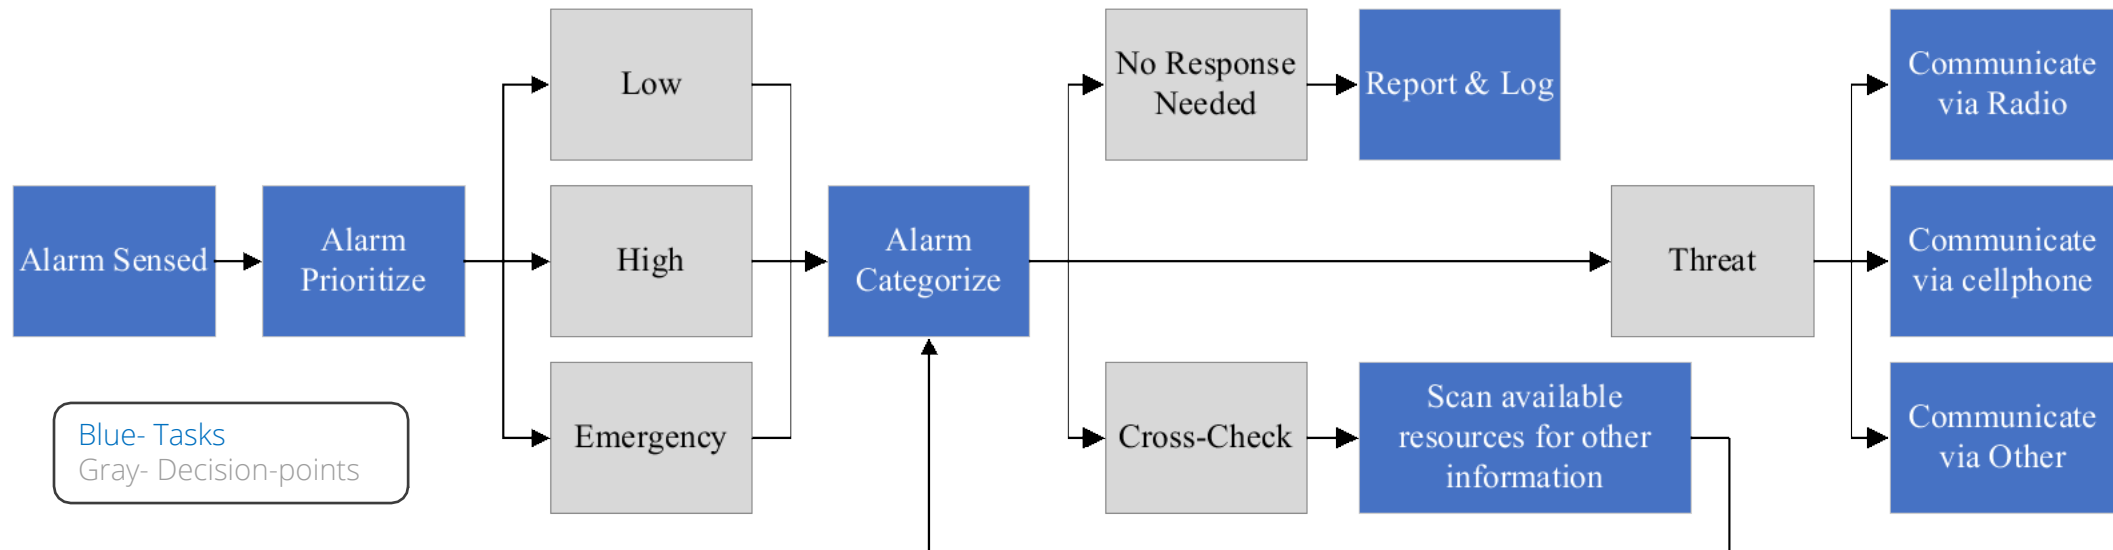 Low
No Response
Needed
Report & Log
Communicate
via Radio
Alarm Sensed
Alarm
Prioritize
High
Alarm
Categorize
Threat
Communicate
via cellphone
Blue- Tasks
Gray- Decision-points
Emergency
Cross-Check
Scan available
resources for other
information
Communicate
via Other